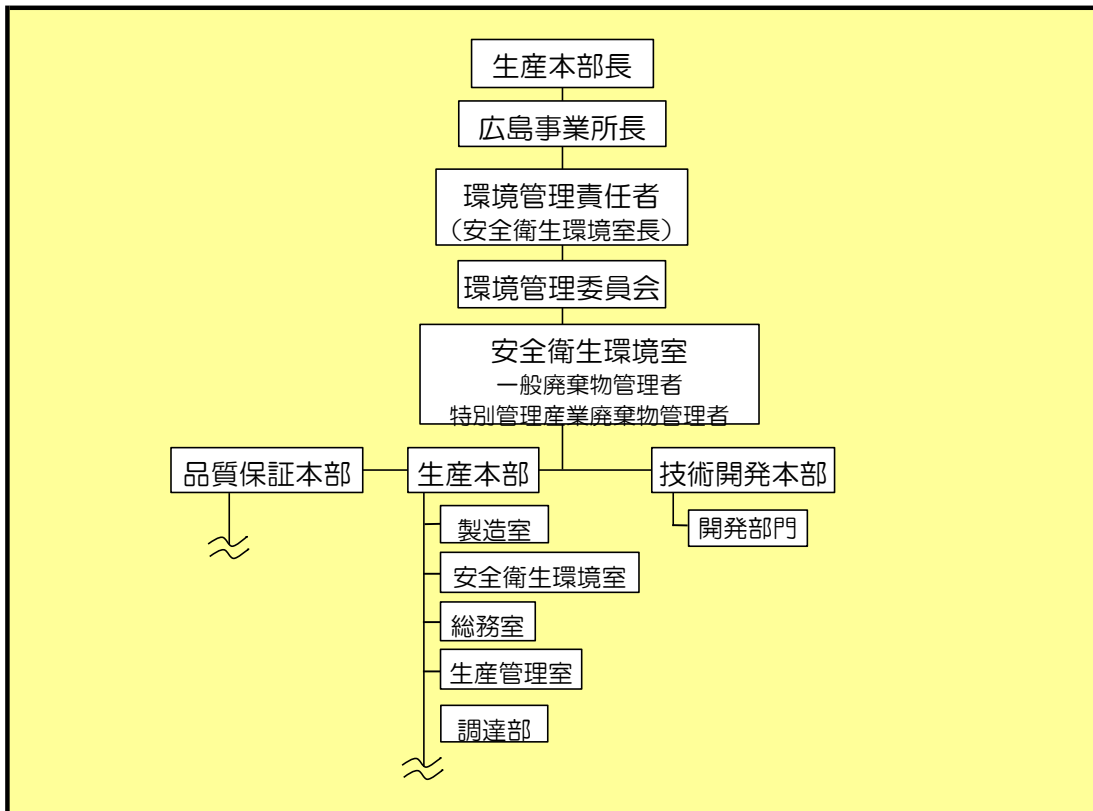 生産本部長
広島事業所長
環境管理責任者
（安全衛生環境室長）
環境管理委員会
安全衛生環境室
一般廃棄物管理者
特別管理産業廃棄物管理者
品質保証本部
生産本部
技術開発本部
製造室
開発部門
安全衛生環境室
総務室
生産管理室
調達部